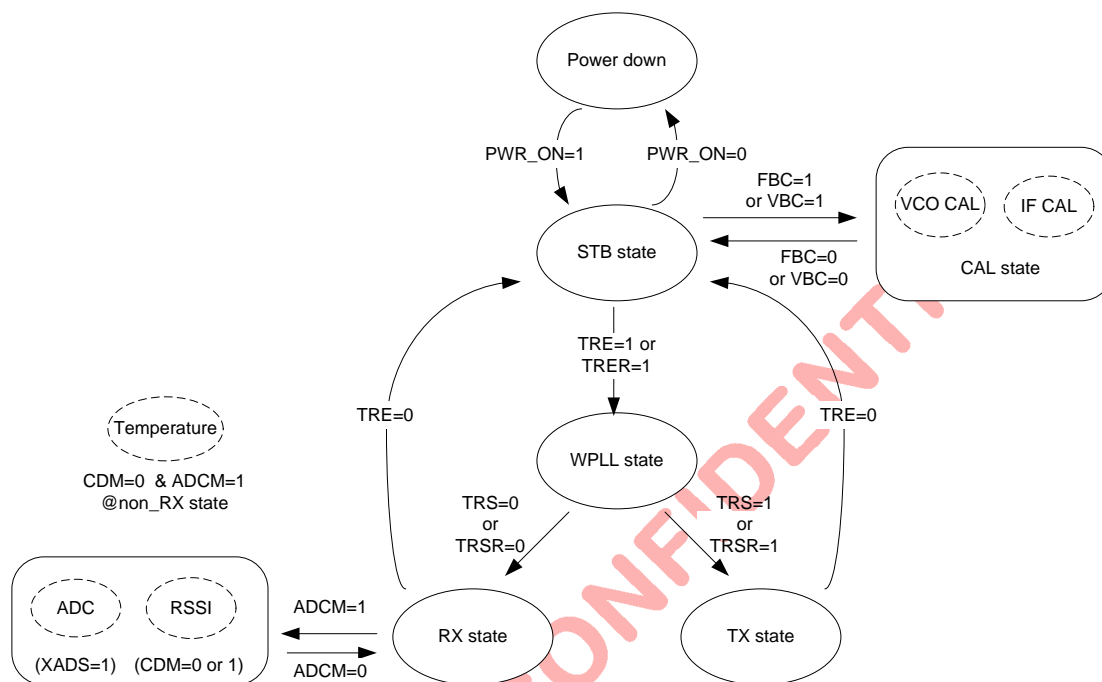 Power down
PWR_ON=1
PWR_ON=0
FBC=1
or VBC=1
VCO CAL
IF CAL
STB state
FBC=0
or VBC=0
CAL state
TRE=1 or
TRER=1
TRE=0
TRE=0
Temperature
CDM=0 & ADCM=1
@non_RX state
WPLL state
TRS=0
or
TRSR=0
TRS=1
or
TRSR=1
ADC
RSSI
(XADS=1)
(CDM=0 or 1)
ADCM=1
ADCM=0
RX state
TX state
ONFIDENTI